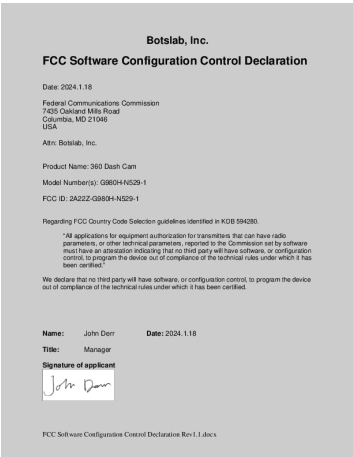 Botslab, Inc.
FCC Software Configuration Control Declaration
Date: 2024.1.18
Federal Communications Commission
7435 Oakland Mills Road
Columbia, MD 21046
USA
Attn: Botslab, Inc.
Product Name: 360 Dash Cam
Model Number(s): G980H-N529-1
FCC ID: 2A22Z-G980H-N529-1
Regarding FCC Country Code Selection guidelines identified in KDB 594280.
"All applications for equipment authorization for transmitters that can have radio
parameters, or other technical parameters, reported to the Commission set by software
must have an attestation indicating that no third party will have software, or configuration
control, to program the device out of compliance of the technical rules under which it has
been certified."
We declare that no third party will have software, or configuration control, to program the device
out of compliance of the technical rules under which it has been certified.
Name: John Derr Date: 2024.1.18
Title: Manager
Signature of applicant
John Derr
FCC Software Configuration Control Declaration Rev1.1.docx